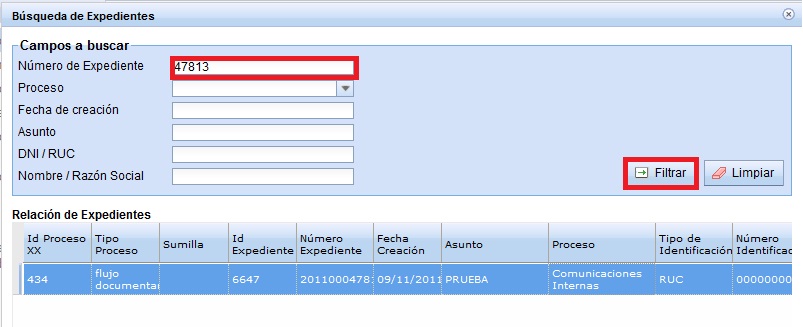 Búsqueda de Expedientes
Campos a buscar
Número de Expediente 47813
Proceso
Fecha de creación
Asunto
DNI / RUC
Nombre / Razón Social
Filtrar Limpiar
Relación de Expedientes
Id Proceso XX Tipo Proceso Sumilla Id Expediente Número Expediente Fecha Creación Asunto Proceso Tipo de Identificación Número Identificac
434 flujo documentar 6647 2011000478 09/11/2011 PRUEBA Comunicaciones Internas RUC 00000000